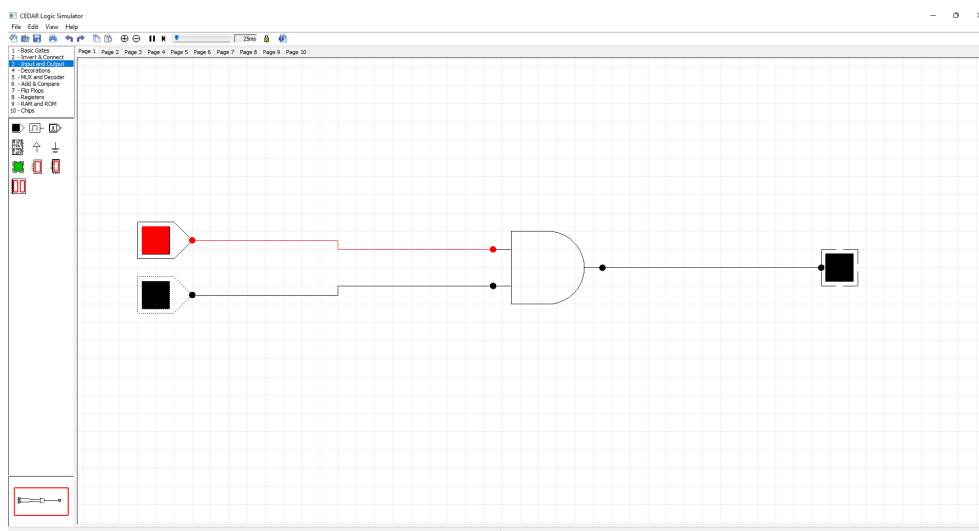 CEDAR Logic Simulator
File Edit View Help
25ms
Page 1 Page 2 Page 3 Page 4 Page 5 Page 6 Page 7 Page 8 Page 9 Page 10
1 - Basic Gates
2 - Invert & Connect
3 - Input and Output
4 - Decorations
5 - MUX and Decoder
6 - Add & Compare
7 - Flip Flops
8 - Registers
9 - RAM and ROM
10 - Chips